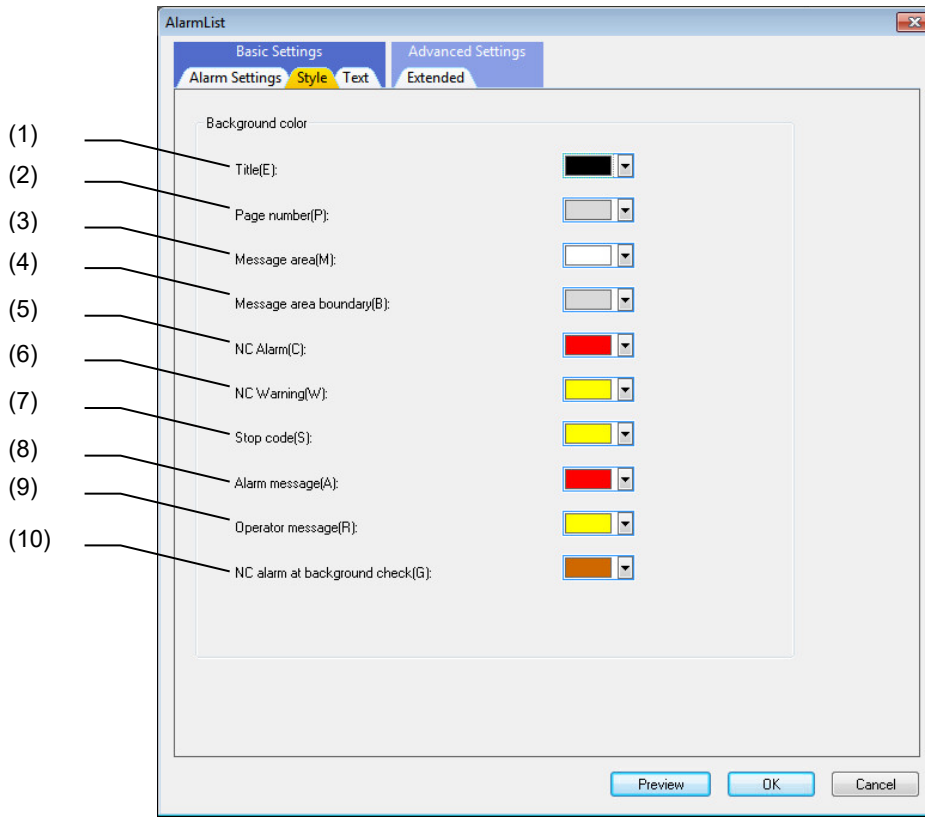 AlarmList
Basic Settings
Advanced Settings
Alarm Settings
Style
Text
Extended
Background color
(1)
Title(E):
(2)
Page number(P):
(3)
Message area(M):
(4)
Message area boundary(B):
(5)
NC Alarm(C):
(6)
NC Warning(W):
(7)
Stop code(S):
(8)
Alarm message(A):
(9)
Operator message(R):
(10)
NC alarm at background check(G):
Preview
OK
Cancel